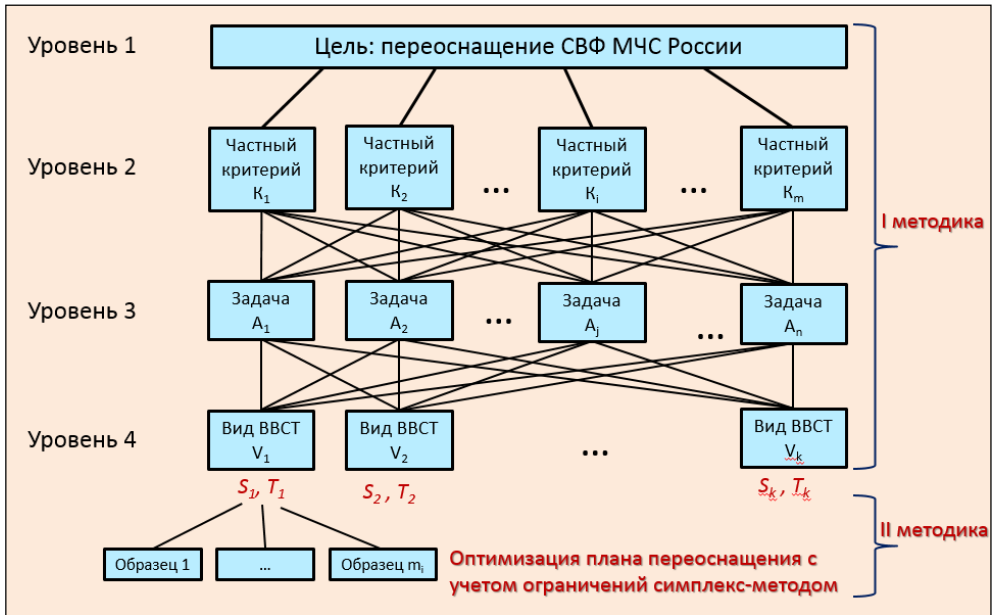 Уровень 1
Цель: переоснащение СВФ МЧС России
Уровень 2
Частный
критерий
К₁
Частный
критерий
К₂
...
Частный
критерий
Кᵢ
...
Частный
критерий
Кₘ
I методика
Уровень 3
Задача
А₁
Задача
А₂
...
Задача
Аⱼ
...
Задача
Аₙ
Уровень 4
Вид ВВСТ
V₁
Вид ВВСТ
V₂
...
Вид ВВСТ
Vₖ
S₁, T₁
S₂ , T₂
Sₖ , Tₖ
II методика
Образец 1
...
Образец mᵢ
Оптимизация плана переоснащения с
учетом ограничений симплекс-методом